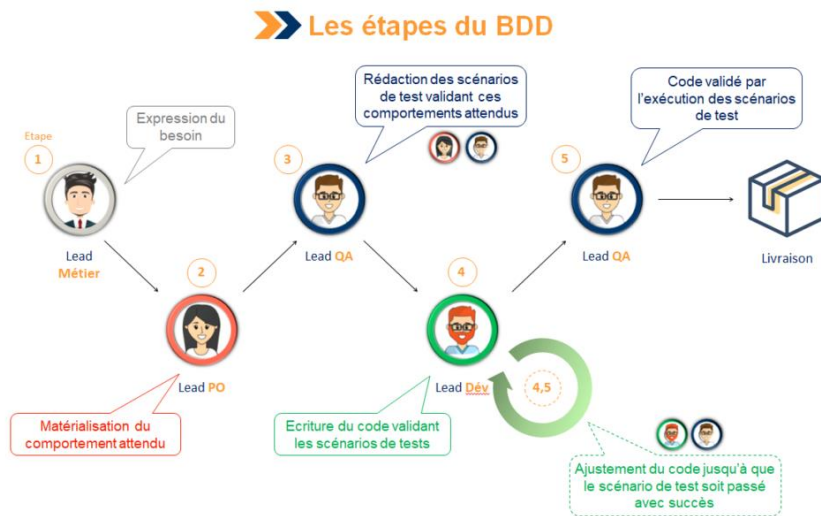 Les étapes du BDD
Etape
1
Expression du
besoin
Lead
Métier
2
Lead PO
Matérialisation du
comportement attendu
3
Rédaction des scénarios
de test validant ces
comportements attendus
Lead QA
4
Lead Dév
Ecriture du code validant
les scénarios de tests
4,5
Ajustement du code jusqu'à que
le scénario de test soit passé
avec succès
5
Code validé par
l'exécution des scénarios
de test
Lead QA
Livraison